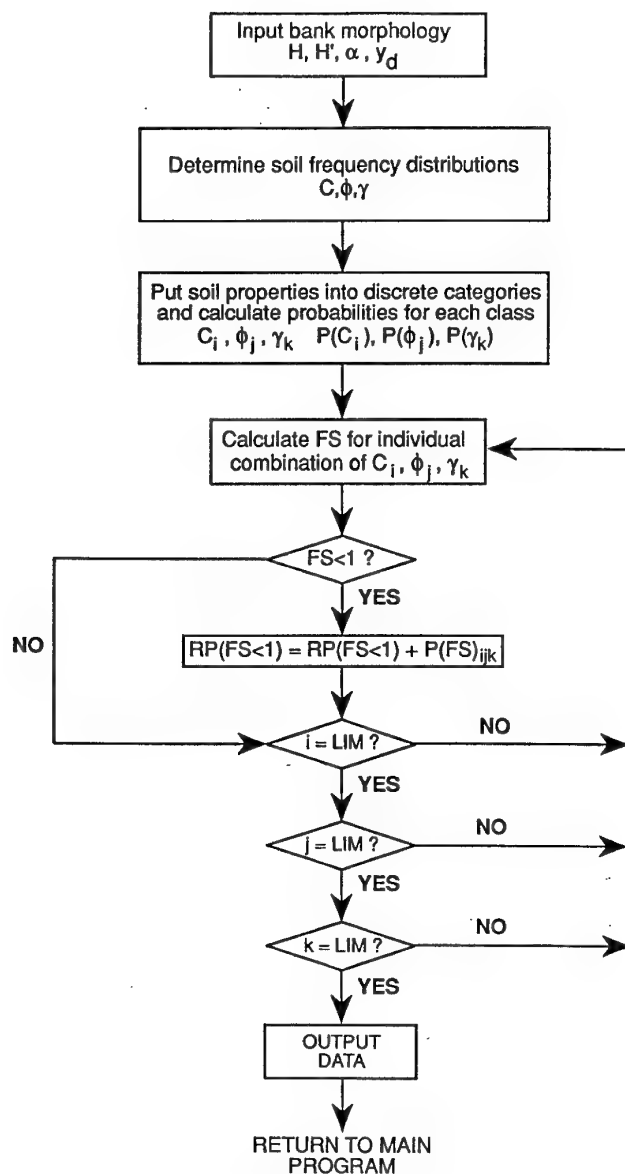 Input bank morphology
H, H', α, y_d
Determine soil frequency distributions
C,ϕ,γ
Put soil properties into discrete categories
and calculate probabilities for each class
C_i, ϕ_j, γ_k P(C_i), P(ϕ_j), P(γ_k)
Calculate FS for individual
combination of C_i, ϕ_j, γ_k
FS<1 ?
YES
NO
RP(FS<1) = RP(FS<1) + P(FS)_ijk
i = LIM ?
NO
YES
j = LIM ?
NO
YES
k = LIM ?
NO
YES
OUTPUT
DATA
RETURN TO MAIN
PROGRAM